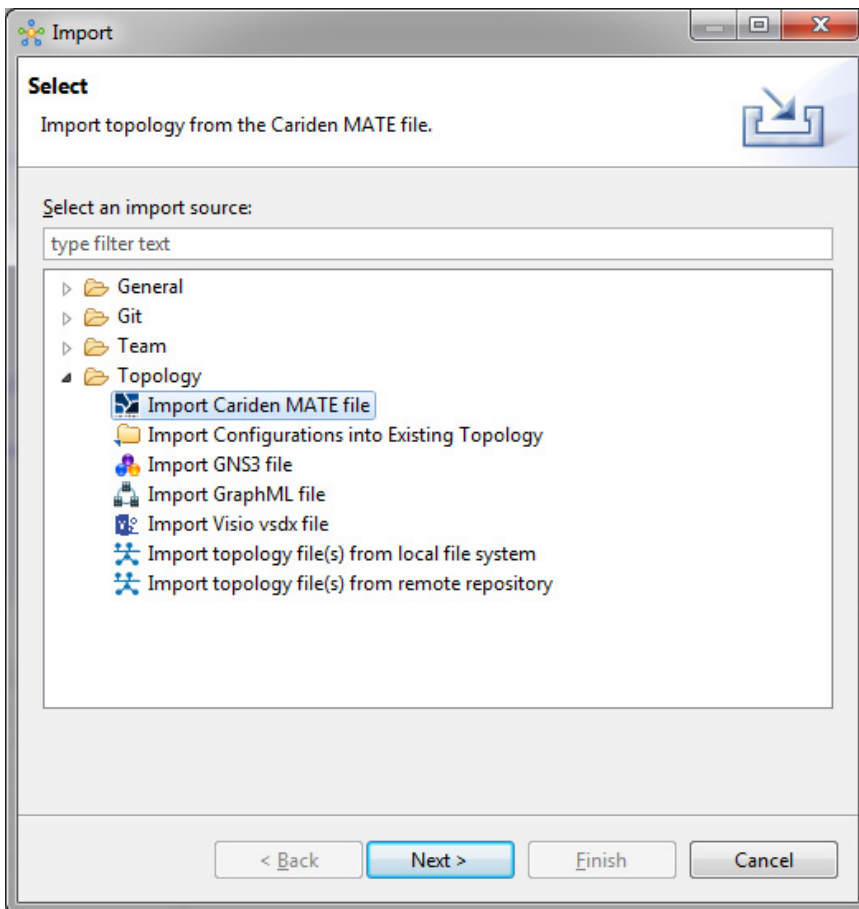 Import
Select
Import topology from the Cariden MATE file.
Select an import source:
type filter text
General
Git
Team
Topology
Import Cariden MATE file
Import Configurations into Existing Topology
Import GNS3 file
Import GraphML file
Import Visio vsdx file
Import topology file(s) from local file system
Import topology file(s) from remote repository
< Back Next > Finish Cancel